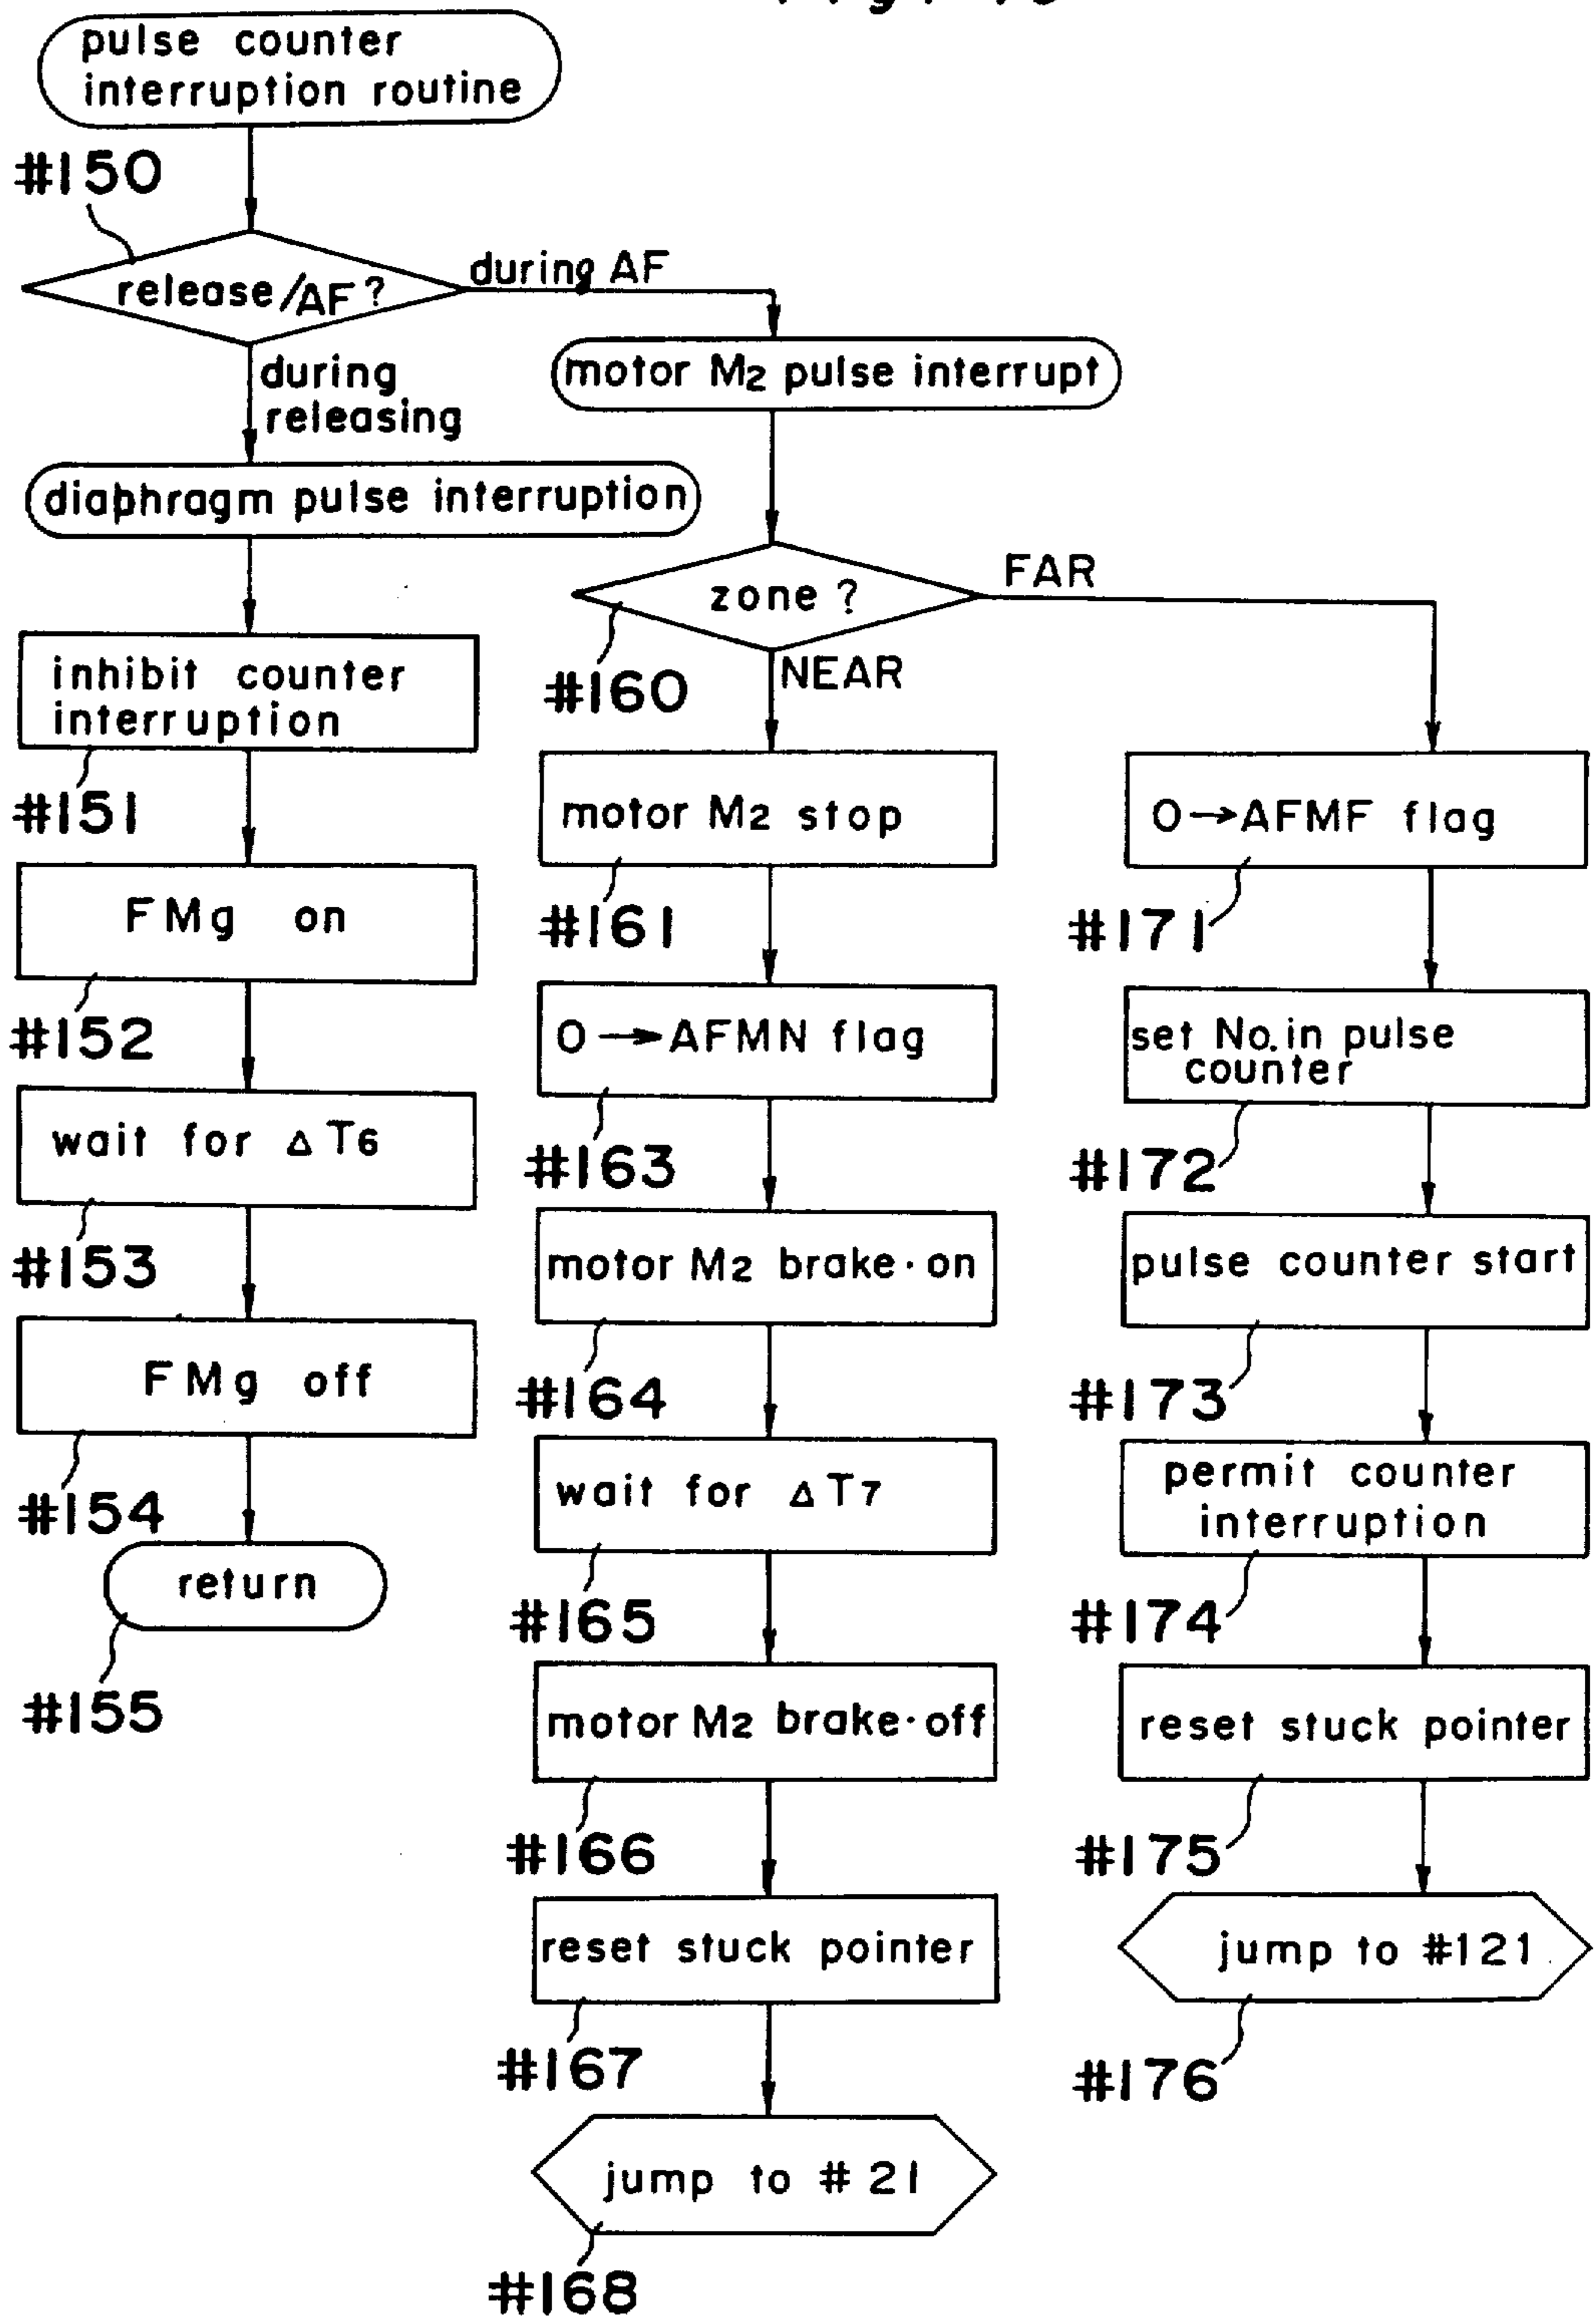 pulse counter
interruption routine
#150
release/AF?
during AF
during
releasing
motor M2 pulse interrupt
diaphragm pulse interruption
zone ?
FAR
#160
NEAR
inhibit counter
interruption
#151
motor M2 stop
#161
O→AFMF flag
#171
FMg on
#152
O→AFMN flag
#163
set No. in pulse
counter
#172
wait for ΔT6
#153
motor M2 brake·on
#164
pulse counter start
#173
FMg off
#154
wait for ΔT7
#165
permit counter
interruption
#174
return
#155
motor M2 brake·off
#166
reset stuck pointer
#175
reset stuck pointer
#167
jump to #121
#176
jump to # 21
#168